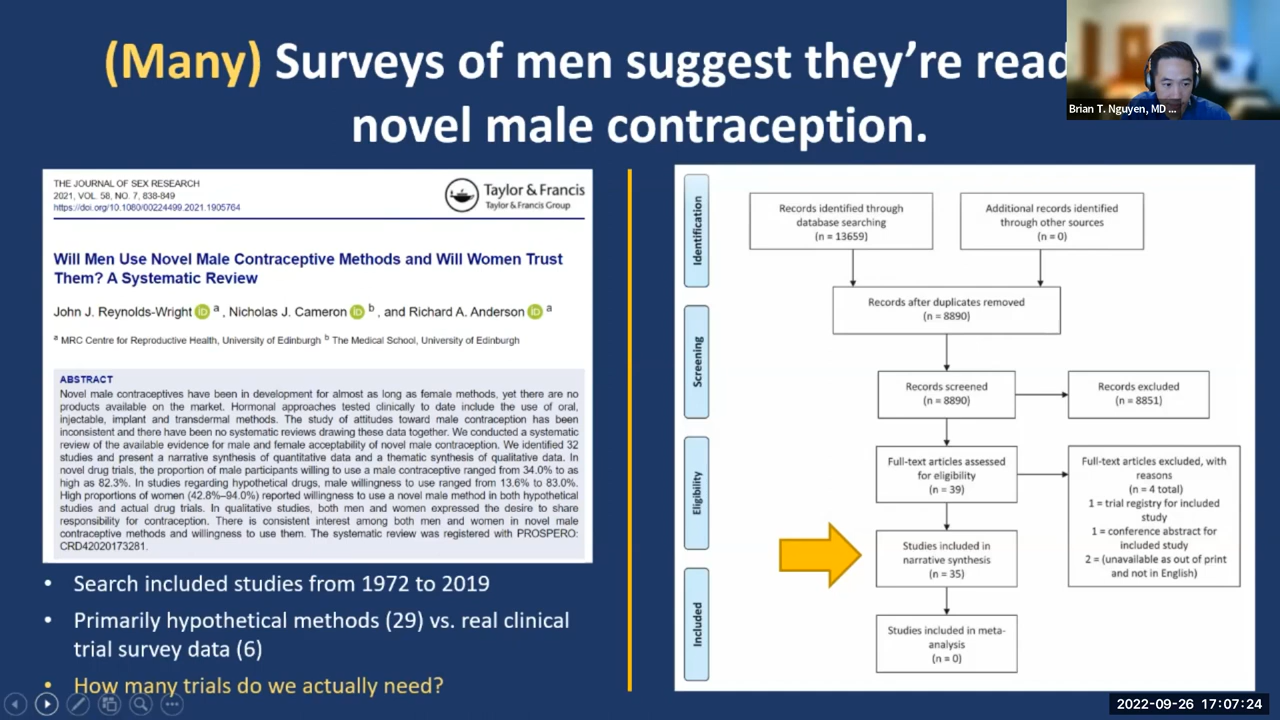 (Many) Surveys of men suggest they're read
novel male contraception.
Brian T. Nguyen, MD ...
THE JOURNAL OF SEX RESEARCH
2021, VOL. 58, NO. 7, 838-849
https://doi.org/10.1080/00224499.2021.1905764
Taylor & Francis
Taylor & Francis Group
Will Men Use Novel Male Contraceptive Methods and Will Women Trust
Them? A Systematic Review
John J. Reynolds-Wright iD a, Nicholas J. Cameron iD b, and Richard A. Anderson iD a
a MRC Centre for Reproductive Health, University of Edinburgh b The Medical School, University of Edinburgh
ABSTRACT
Novel male contraceptives have been in development for almost as long as female methods, yet there are no
products available on the market. Hormonal approaches tested clinically to date include the use of oral,
injectable, implant and transdermal methods. The study of attitudes toward male contraception has been
inconsistent and there have been no systematic reviews drawing these data together. We conducted a systematic
review of the available evidence for male and female acceptability of novel male contraception. We identified 32
studies and present a narrative synthesis of quantitative data and a thematic synthesis of qualitative data. In
novel drug trials, the proportion of male participants willing to use a male contraceptive ranged from 34.0% to as
high as 82.3%. In studies regarding hypothetical drugs, male willingness to use ranged from 13.6% to 83.0%.
High proportions of women (42.8%–94.0%) reported willingness to use a novel male method in both hypothetical
studies and actual drug trials. In qualitative studies, both men and women expressed the desire to share
responsibility for contraception. There is consistent interest among both men and women in novel male
contraceptive methods and willingness to use them. The systematic review was registered with PROSPERO:
CRD42020173281.
• Search included studies from 1972 to 2019
• Primarily hypothetical methods (29) vs. real clinical
trial survey data (6)
• How many trials do we actually need?
Identification
Records identified through
database searching
(n = 13659)
Additional records identified
through other sources
(n = 0)
Records after duplicates removed
(n = 8890)
Screening
Records screened
(n = 8890)
Records excluded
(n = 8851)
Eligibility
Full-text articles assessed
for eligibility
(n = 39)
Full-text articles excluded, with
reasons
(n = 4 total)
1 = trial registry for included
study
1 = conference abstract for
included study
2 = (unavailable as out of print
and not in English)
Studies included in
narrative synthesis
(n = 35)
Included
Studies included in meta-
analysis
(n = 0)
2022-09-26 17:07:24